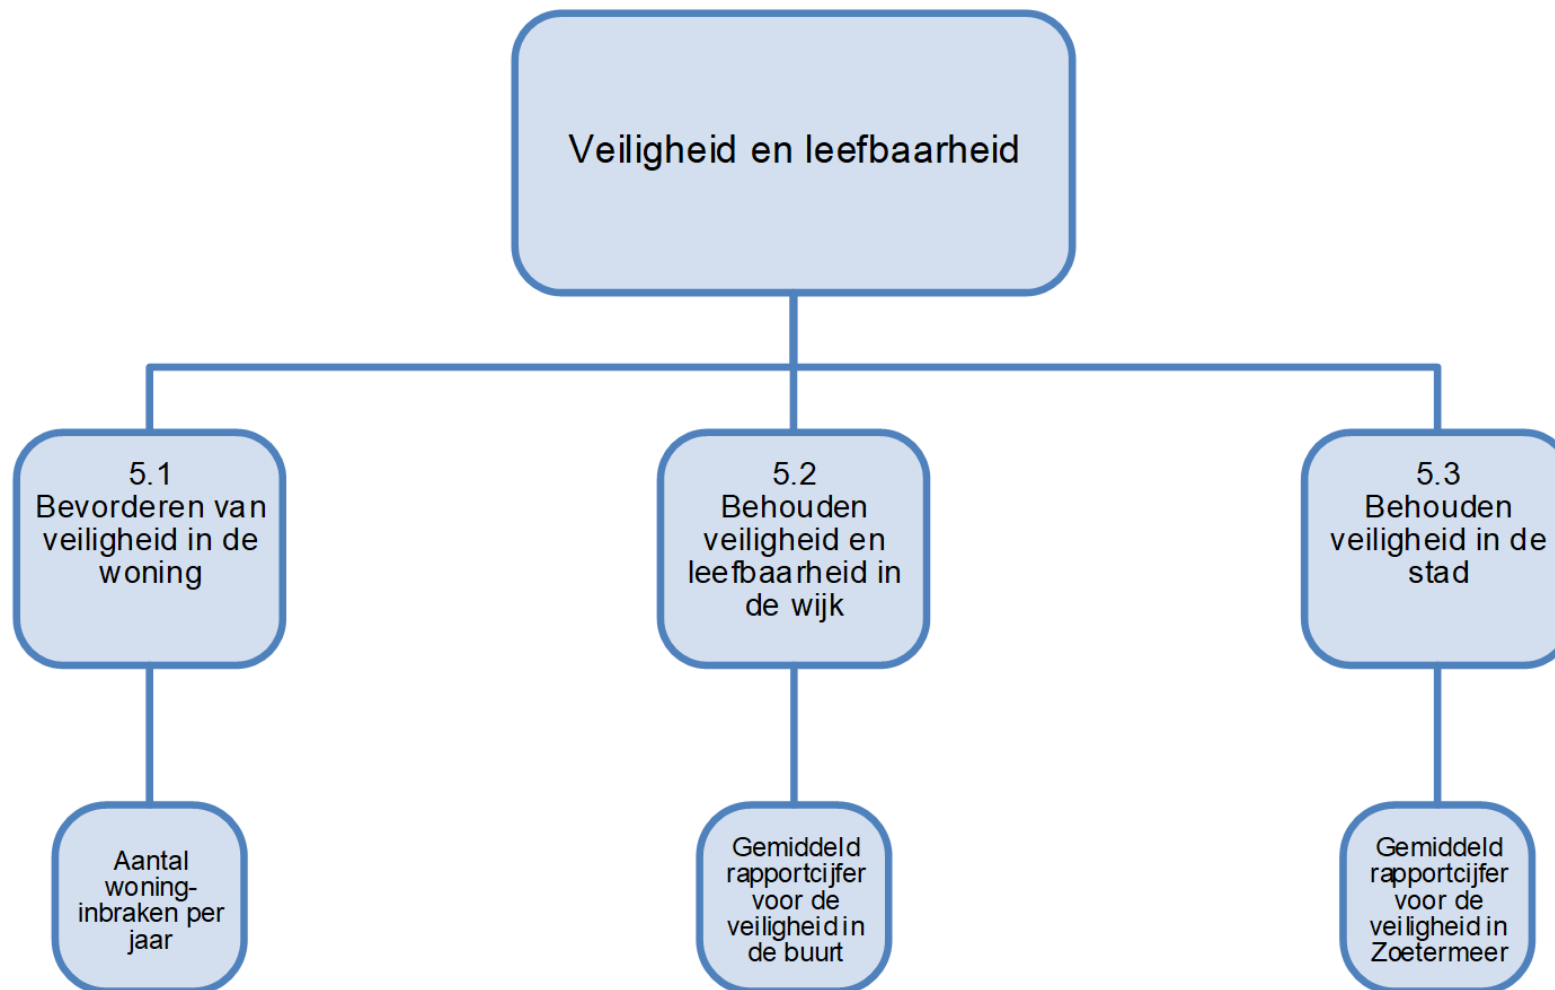 Veiligheid en leefbaarheid
5.1
Bevorderen van
veiligheid in de
woning
5.2
Behouden
veiligheid en
leefbaarheid in
de wijk
5.3
Behouden
veiligheid in de
stad
Aantal
woning-
inbraken per
jaar
Gemiddeld
rapportcijfer
voor de
veiligheid in
de buurt
Gemiddeld
rapportcijfer
voor de
veiligheid in
Zoetermeer